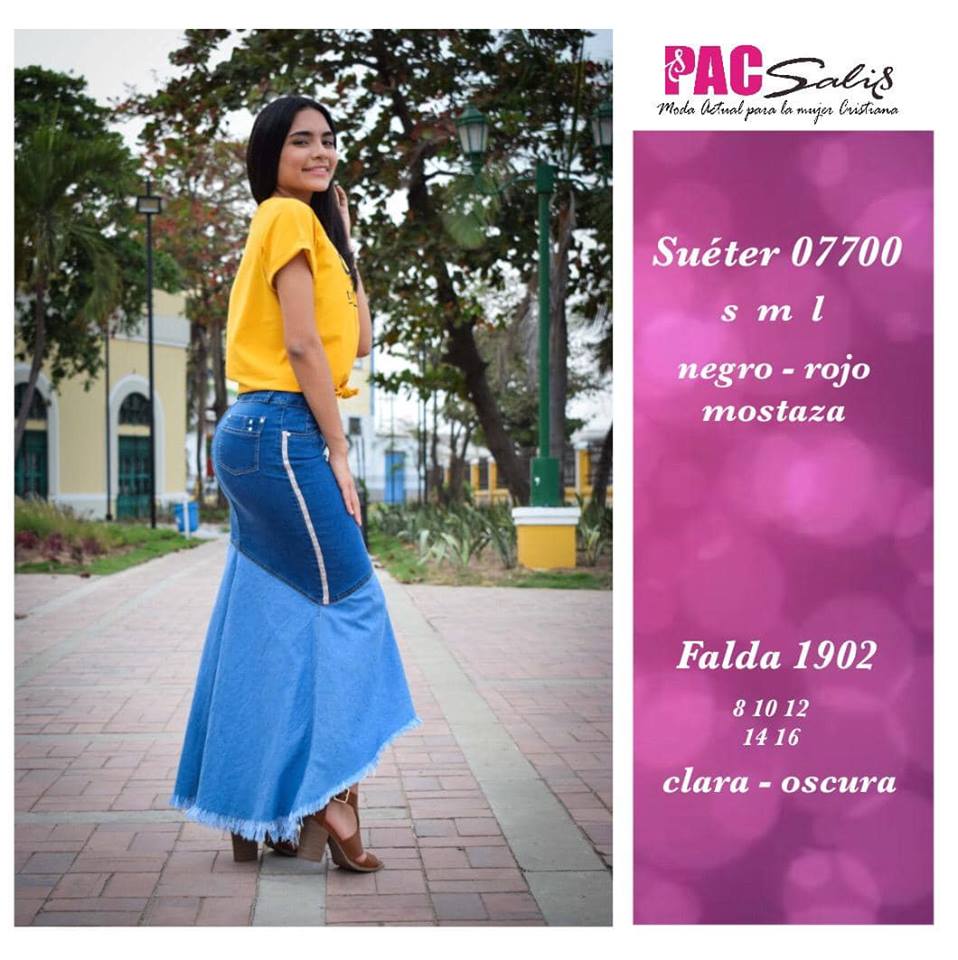 PAC Salis
Moda Actual para la mujer Cristiana
Suéter 07700
s m l
negro - rojo
mostaza
Falda 1902
8 10 12
14 16
clara - oscura